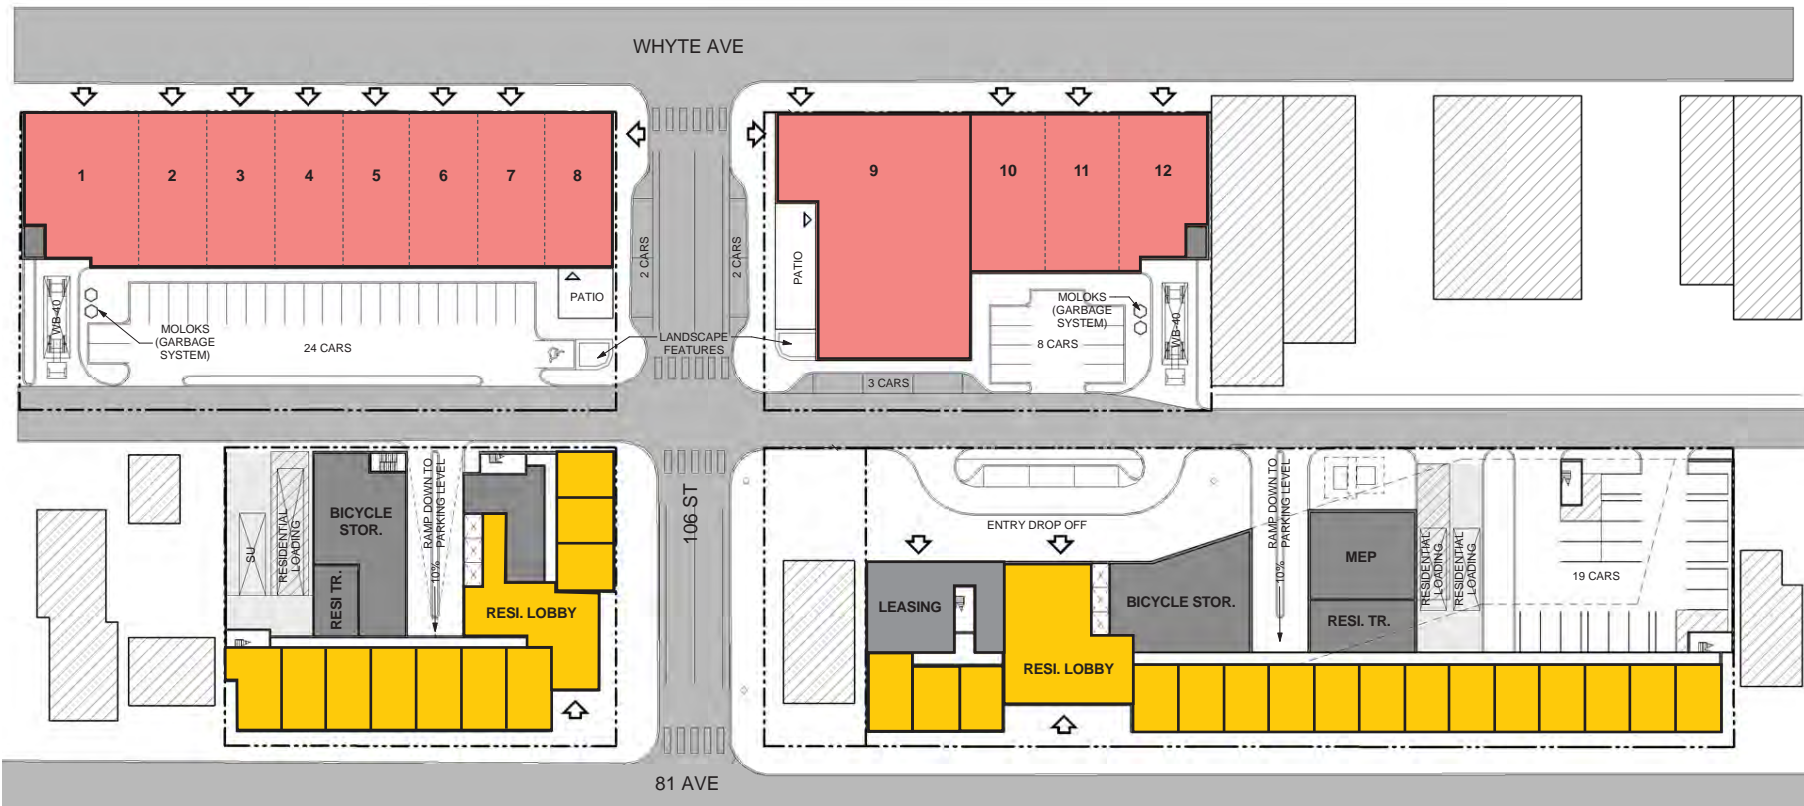 WHYTE AVE
1
2
3
4
5
6
7
8
9
10
11
12
2 CARS
2 CARS
PATIO
PATIO
WB-40
MOLOKS
(GARBAGE
SYSTEM)
24 CARS
LANDSCAPE
FEATURES
MOLOKS
(GARBAGE
SYSTEM)
8 CARS
WB-40
3 CARS
SU
RESIDENTIAL
LOADING
BICYCLE
STOR.
RESI TR.
RAMP DOWN TO
PARKING LEVEL
10%
RESI. LOBBY
106 ST
ENTRY DROP OFF
LEASING
RESI. LOBBY
BICYCLE STOR.
RAMP DOWN TO
PARKING LEVEL
10%
MEP
RESI. TR.
RESIDENTIAL
LOADING
RESIDENTIAL
LOADING
19 CARS
81 AVE